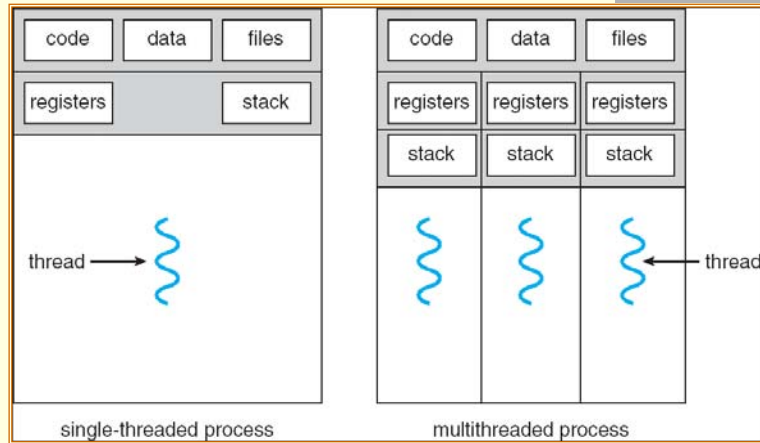 code data files
registers stack
thread
single-threaded process
code data files
registers registers registers
stack stack stack
thread
multithreaded process